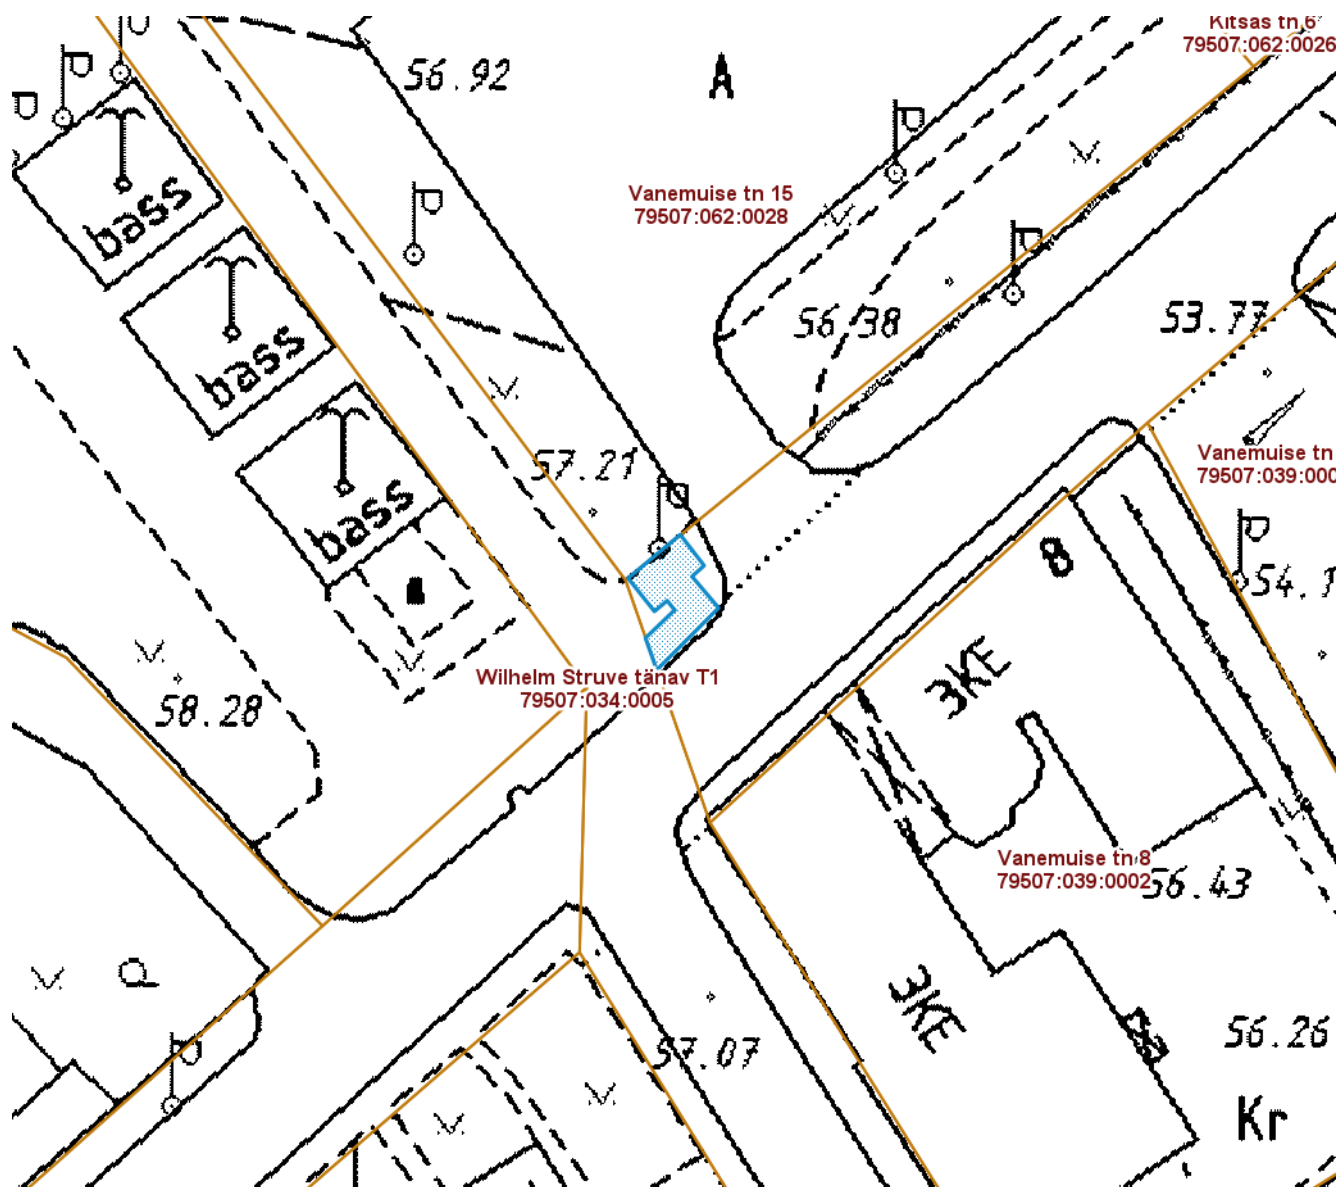 Kitsas tn 6
79507:062:0026
56.92
A
bass
Vanemuise tn 15
79507:062:0028
bass
56.38
53.77
57.21
Vanemuise tn
79507:039:000
bass
8
54.1
3KE
Wilhelm Struve tänav T1
79507:034:0005
58.28
Vanemuise tn 8
79507:039:0002
56.43
3KE
56.26
57.07
Kr